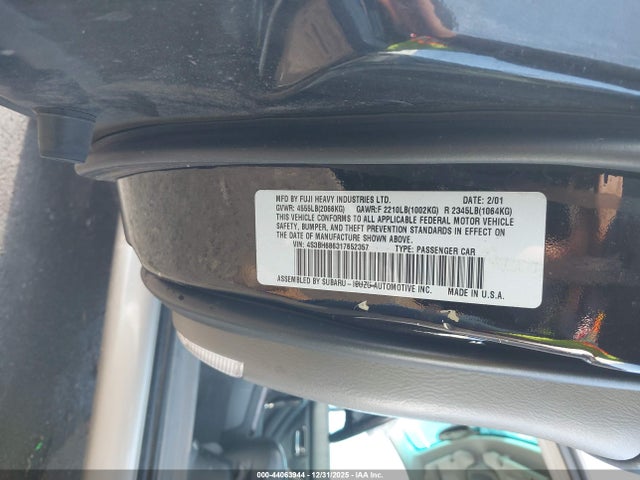 MFD BY FUJI HEAVY INDUSTRIES LTD. DATE: 2/01
GVWR: 4555LB(2066KG) GAWR:F 2210LB(1002KG) R 2345LB(1064KG)
THIS VEHICLE CONFORMS TO ALL APPLICABLE FEDERAL MOTOR VEHICLE
SAFETY, BUMPER, AND THEFT PREVENTION STANDARDS IN EFFECT ON
THE DATE OF MANUFACTURE SHOWN ABOVE.
VIN: 4S3BH686317652357 TYPE: PASSENGER CAR
ASSEMBLED BY SUBARU-ISUZU AUTOMOTIVE INC. MADE IN U.S.A.
000-44063944 - 12/31/2025 - IAA, Inc.